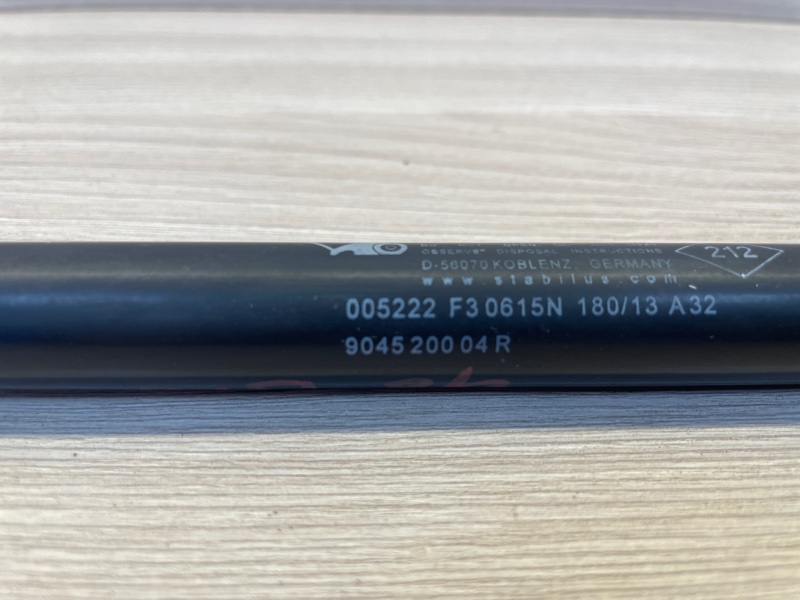 OBSERVE* DISPOSAL INSTRUCTIONS
212
D-56070 KOBLENZ, GERMANY
www.stabilus.com
005222 F3 0615N 180/13 A32
9045 200 04 R